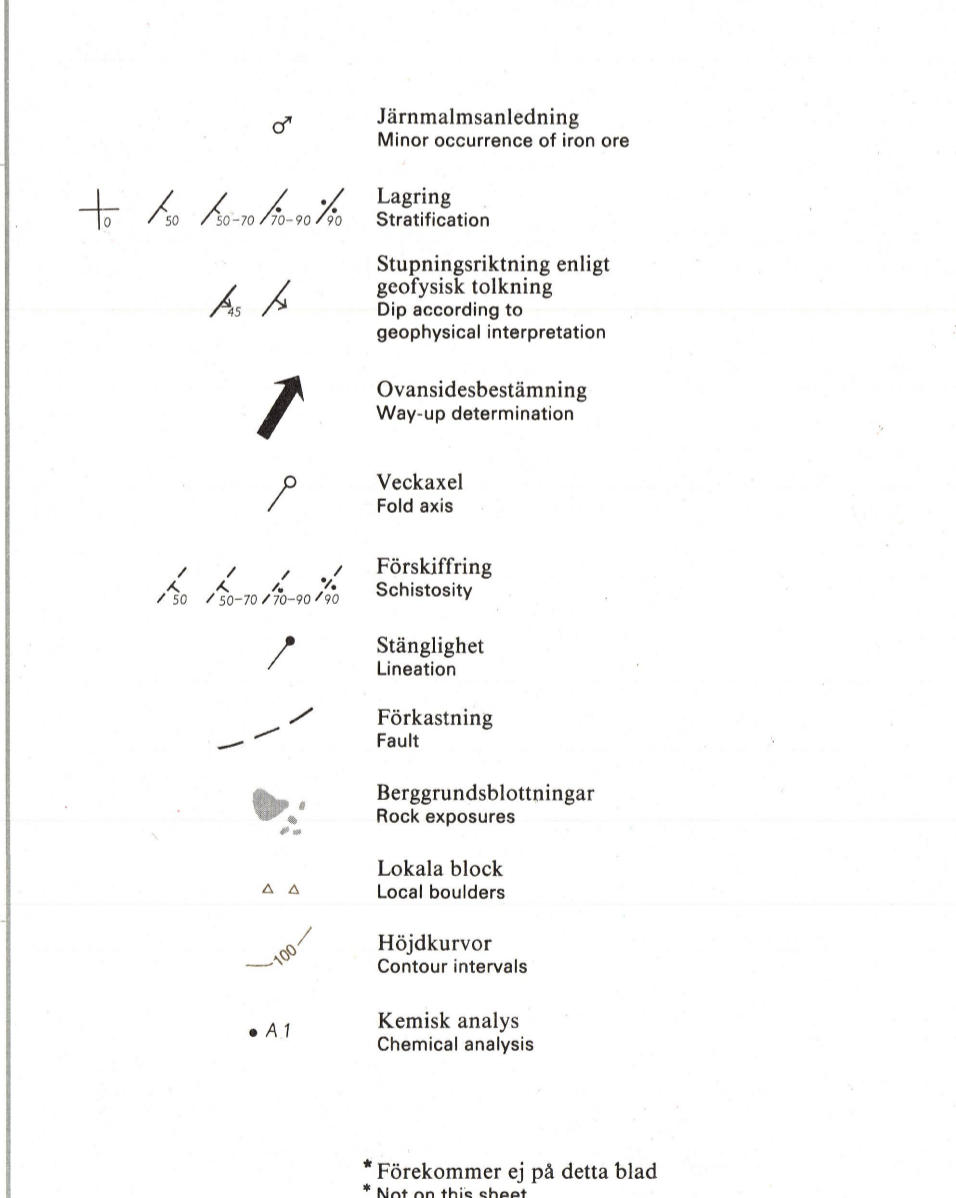 Järnmalmsanledning
Minor occurrence of iron ore
0 50 50-70 70-90 90
Lagring
Stratification
Stupningsriktning enligt
geofysisk tolkning
45
Dip according to
geophysical interpretation
Ovansidesbestämning
Way-up determination
Veckaxel
Fold axis
Förskiffring
50 50-70 70-90 90
Schistosity
Stänglighet
Lineation
Förkastning
Fault
Berggrundsblottningar
Rock exposures
Lokala block
Local boulders
Höjdkurvor
100
Contour intervals
Kemisk analys
A 1
Chemical analysis
* Förekommer ej på detta blad
* Not on this sheet